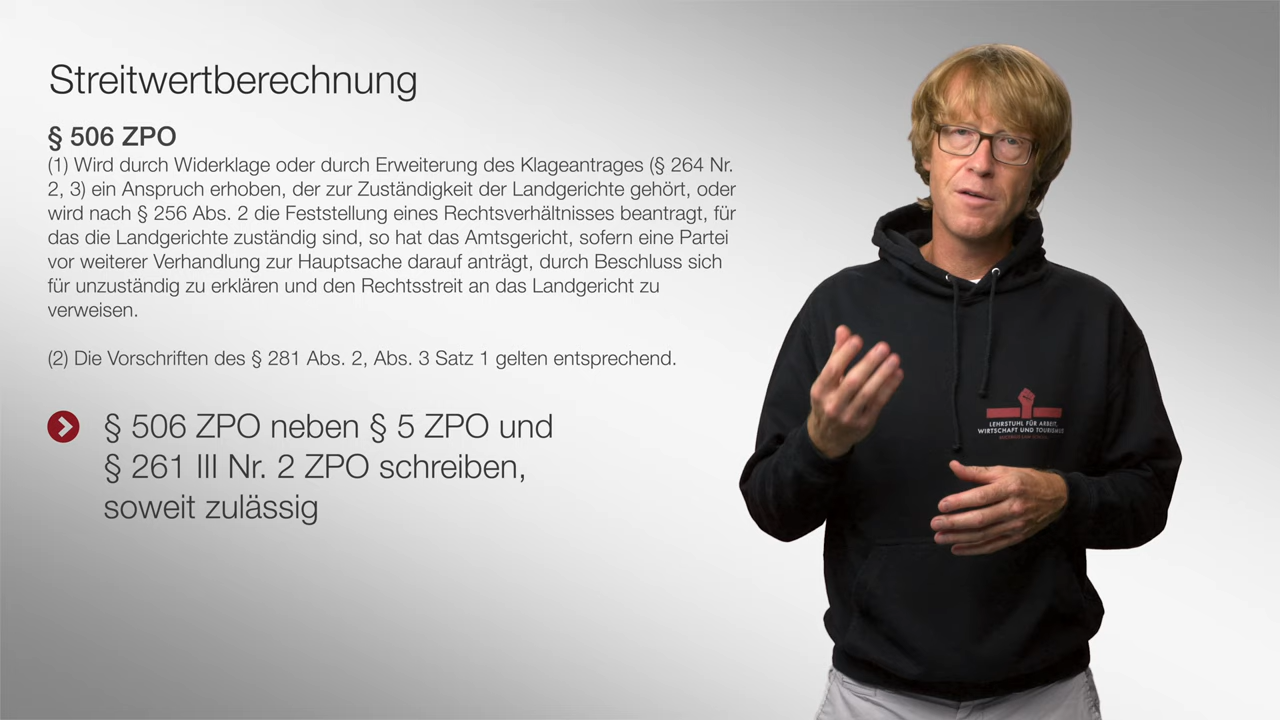 Streitwertberechnung
§ 506 ZPO
(1) Wird durch Widerklage oder durch Erweiterung des Klageantrages (§ 264 Nr.
2, 3) ein Anspruch erhoben, der zur Zuständigkeit der Landgerichte gehört, oder
wird nach § 256 Abs. 2 die Feststellung eines Rechtsverhältnisses beantragt, für
das die Landgerichte zuständig sind, so hat das Amtsgericht, sofern eine Partei
vor weiterer Verhandlung zur Hauptsache darauf anträgt, durch Beschluss sich
für unzuständig zu erklären und den Rechtsstreit an das Landgericht zu
verweisen.
(2) Die Vorschriften des § 281 Abs. 2, Abs. 3 Satz 1 gelten entsprechend.
§ 506 ZPO neben § 5 ZPO und
§ 261 III Nr. 2 ZPO schreiben,
soweit zulässig
LEHRSTUHL FÜR ARBEIT,
WIRTSCHAFT UND TOURISMUS